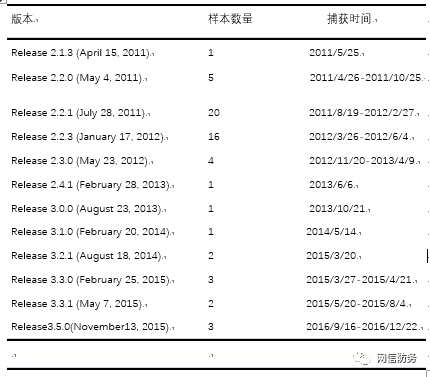 版本 样本数量 捕获时间
Release 2.1.3 (April 15, 2011). 1 2011/5/25.
Release 2.2.0 (May 4, 2011). 5 2011/4/26~2011/10/25.
Release 2.2.1 (July 28, 2011). 20 2011/8/19~2012/2/27.
Release 2.2.3 (January 17, 2012). 16 2012/3/26~2012/6/4.
Release 2.3.0 (May 23, 2012). 4 2012/11/20~2013/4/9.
Release 2.4.1 (February 28, 2013). 1 2013/6/6.
Release 3.0.0 (August 23, 2013). 1 2013/10/21.
Release 3.1.0 (February 20, 2014). 1 2014/5/14.
Release 3.2.1 (August 18, 2014). 2 2015/3/20.
Release 3.3.0 (February 25, 2015). 3 2015/3/27~2015/4/21.
Release 3.3.1 (May 7, 2015). 2 2015/5/20~2015/8/4.
Release3.5.0(November13, 2015). 3 2016/9/16~2016/12/22.
网信防务